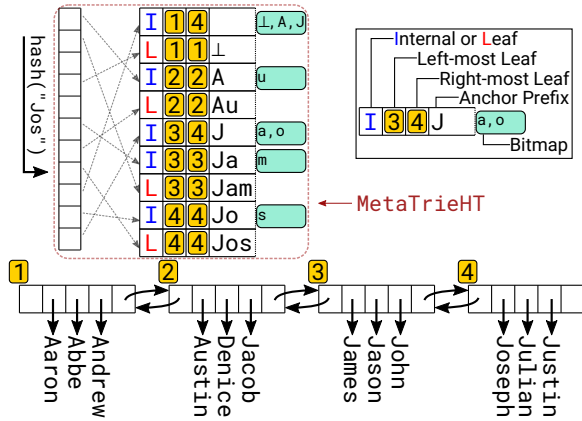 hash("Jos")
I 1 4 ⊥,A,J
L 1 1 ⊥
I 2 2 A u
L 2 2 Au
I 3 4 J a,o
I 3 3 Ja m
L 3 3 Jam
I 4 4 Jo s
L 4 4 Jos
MetaTrieHT
Internal or Leaf
Left-most Leaf
Right-most Leaf
Anchor Prefix
I 3 4 J a,o
Bitmap
1 2 3 4
Aaron Abbe Andrew Austin Denice Jacob James Jason John Joseph Julian Justin